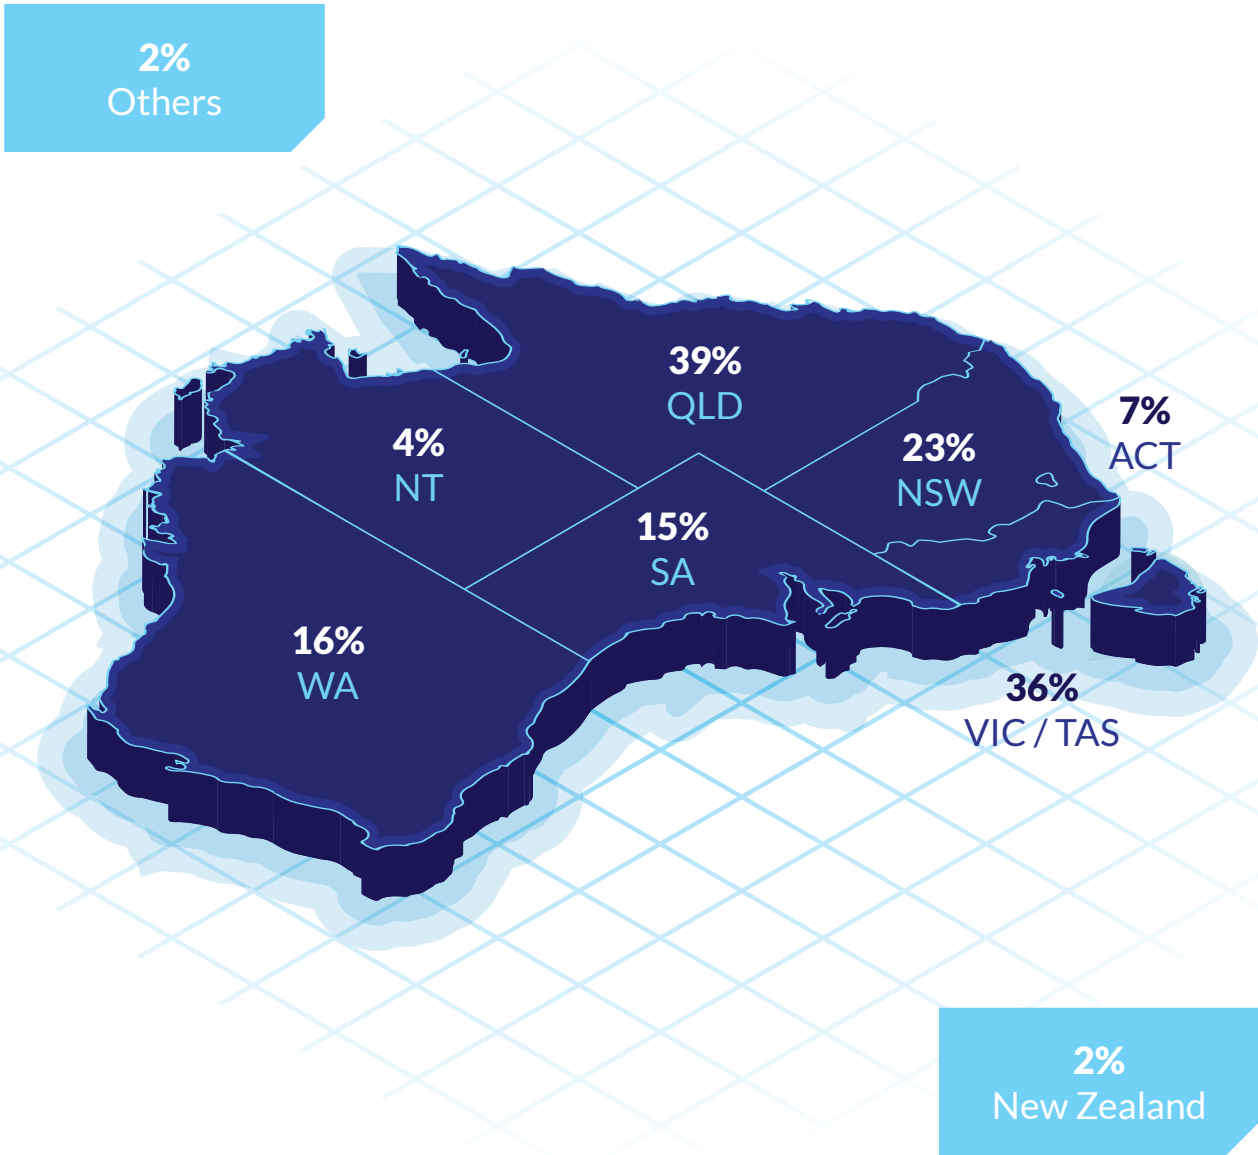 2%
Others
39%
QLD
7%
ACT
4%
NT
23%
NSW
15%
SA
16%
WA
36%
VIC / TAS
2%
New Zealand